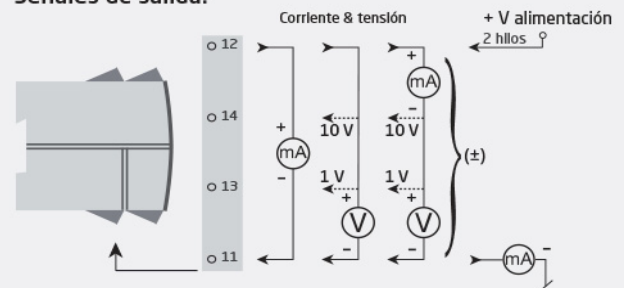 Señales de salida:
Corriente & tensión
+ V alimentación
2 hilos
12
14
13
11
+
mA
-
10 V
1 V
+
V
-
+
mA
-
10 V
1 V
+
V
-
(±)
mA
-